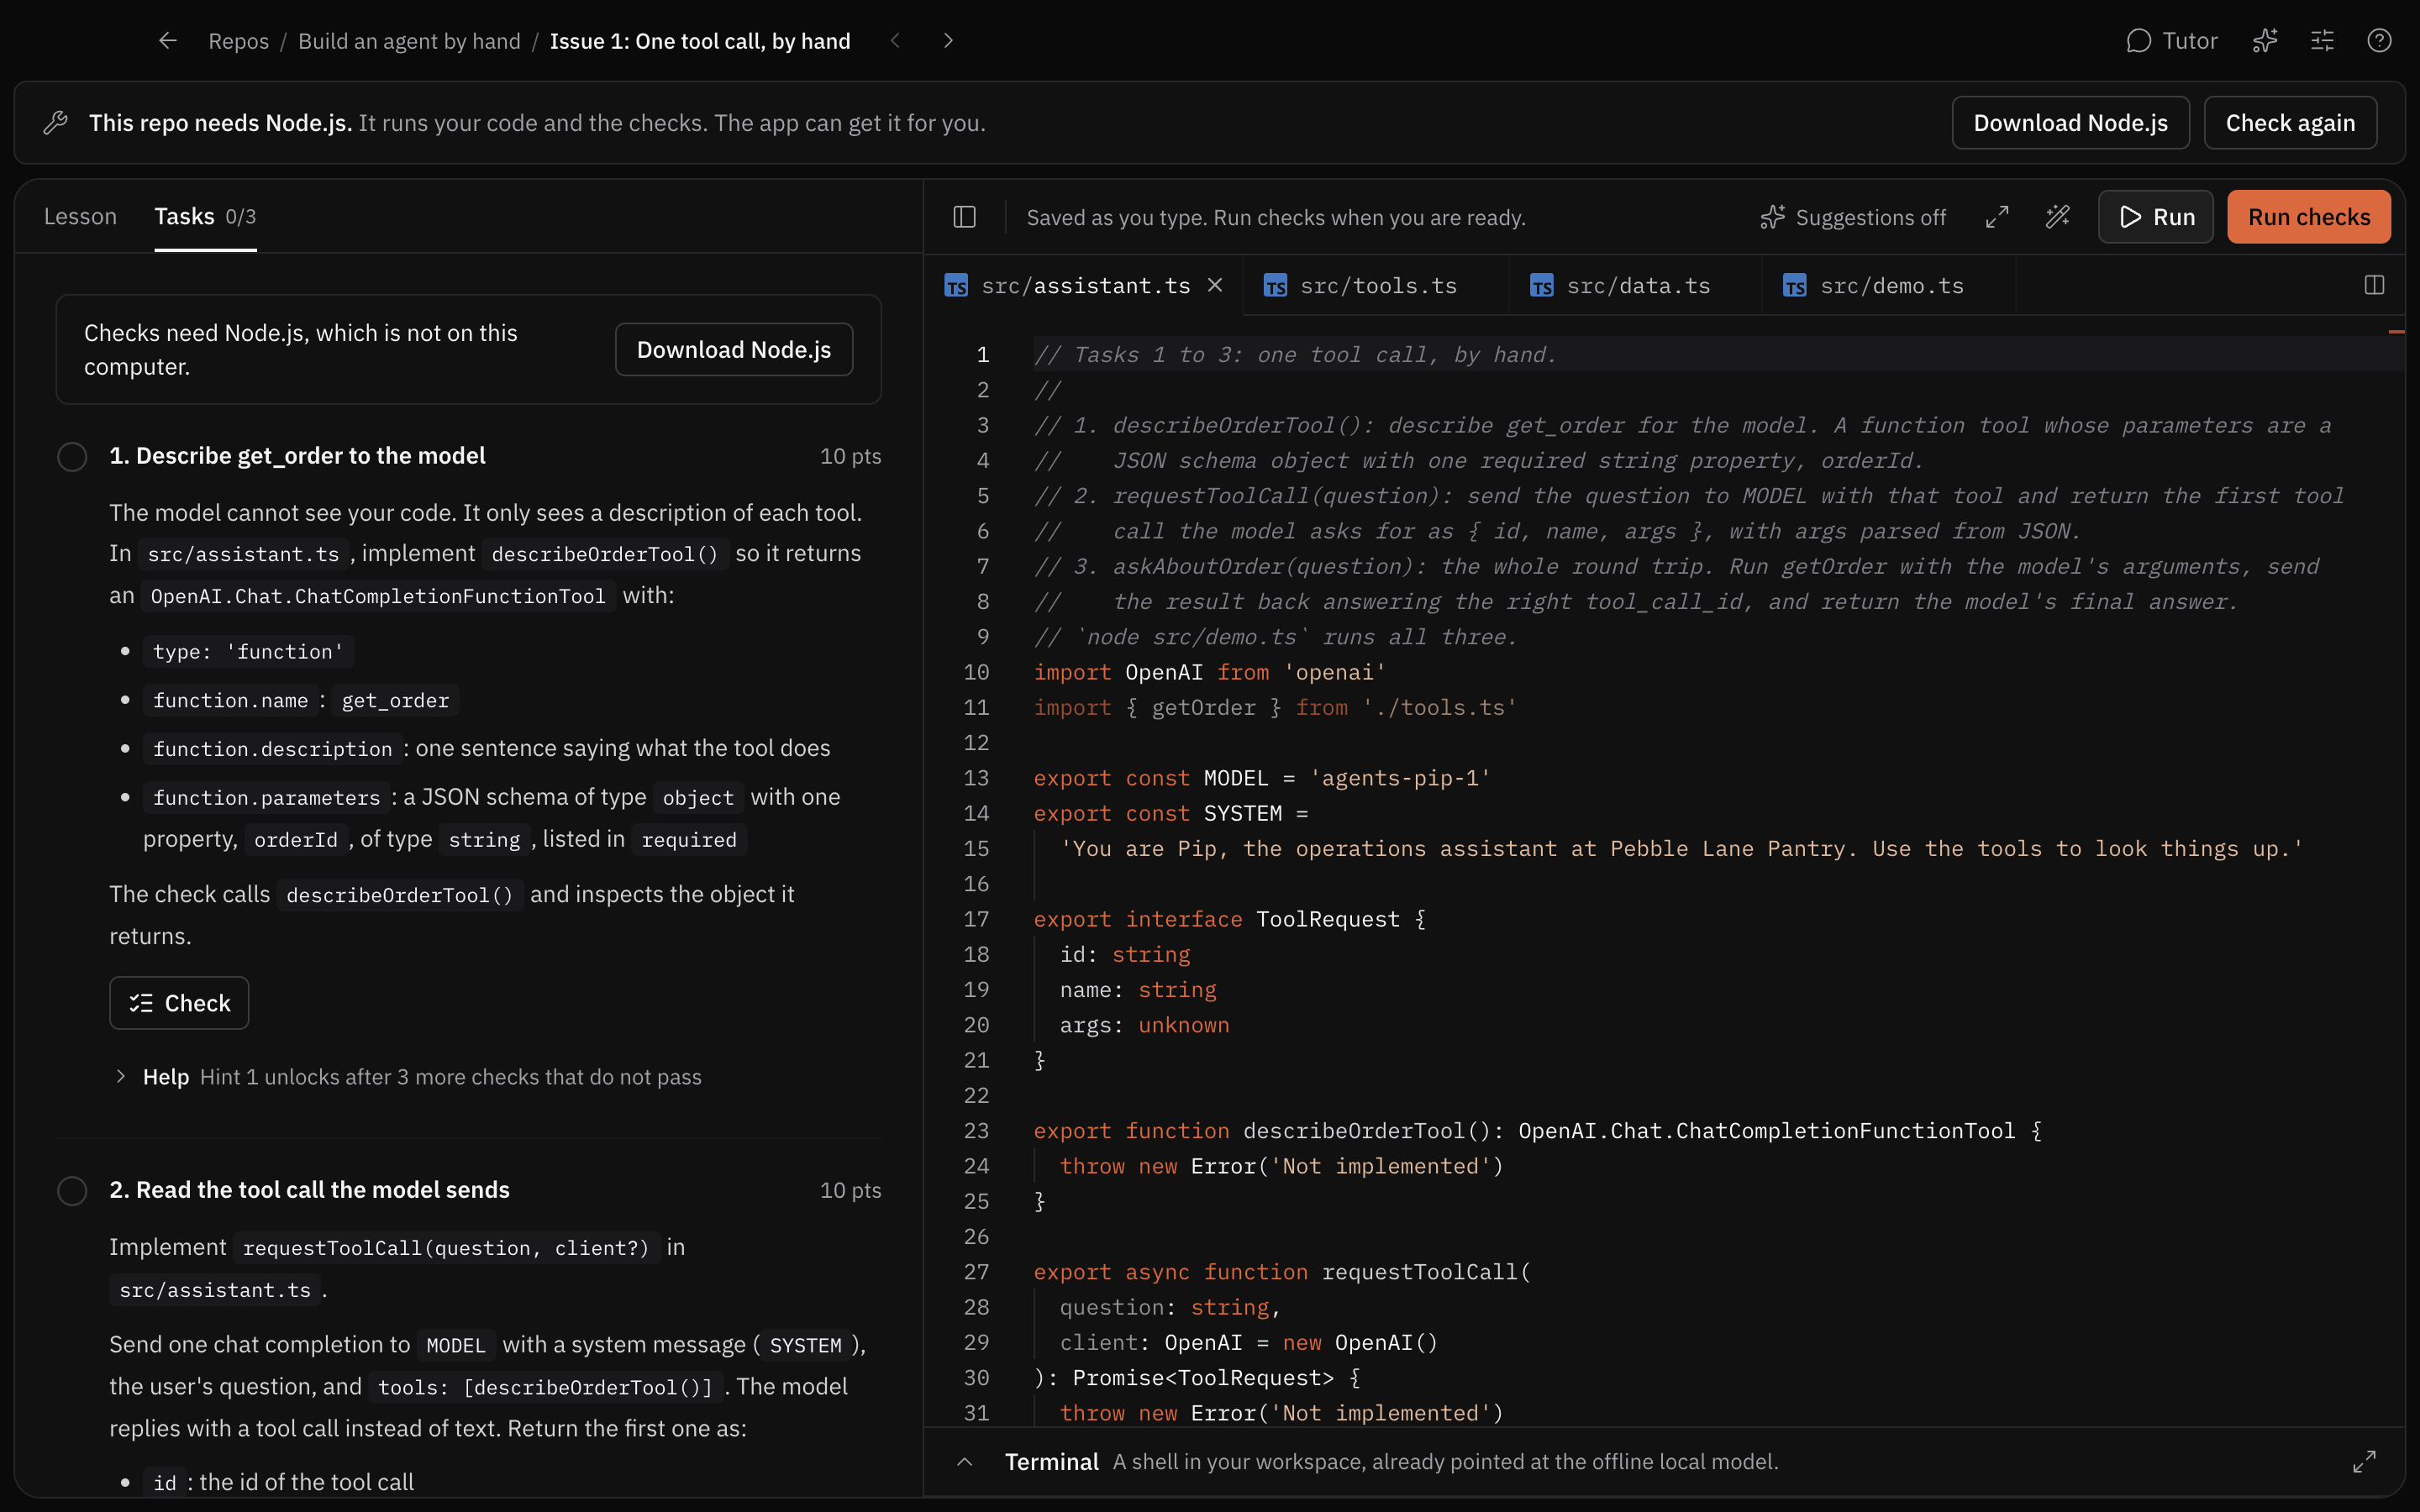 Repos / Build an agent by hand / Issue 1: One tool call, by hand
Tutor
This repo needs Node.js. It runs your code and the checks. The app can get it for you.
Download Node.js
Check again
Lesson
Tasks 0/3
Checks need Node.js, which is not on this
computer.
Download Node.js
1. Describe get_order to the model
10 pts
The model cannot see your code. It only sees a description of each tool.
In src/assistant.ts, implement describeOrderTool() so it returns
an OpenAI.Chat.ChatCompletionFunctionTool with:
• type: 'function'
• function.name: get_order
• function.description: one sentence saying what the tool does
• function.parameters: a JSON schema of type object with one
property, orderId, of type string, listed in required
The check calls describeOrderTool() and inspects the object it
returns.
Check
Help Hint 1 unlocks after 3 more checks that do not pass
2. Read the tool call the model sends
10 pts
Implement requestToolCall(question, client?) in
src/assistant.ts.
Send one chat completion to MODEL with a system message (SYSTEM),
the user's question, and tools: [describeOrderTool()]. The model
replies with a tool call instead of text. Return the first one as:
• id: the id of the tool call
Saved as you type. Run checks when you are ready.
Suggestions off
Run
Run checks
TS src/assistant.ts
TS src/tools.ts
TS src/data.ts
TS src/demo.ts
1 // Tasks 1 to 3: one tool call, by hand.
2 //
3 // 1. describeOrderTool(): describe get_order for the model. A function tool whose parameters are a
4 //    JSON schema object with one required string property, orderId.
5 // 2. requestToolCall(question): send the question to MODEL with that tool and return the first tool
6 //    call the model asks for as { id, name, args }, with args parsed from JSON.
7 // 3. askAboutOrder(question): the whole round trip. Run getOrder with the model's arguments, send
8 //    the result back answering the right tool_call_id, and return the model's final answer.
9 // `node src/demo.ts` runs all three.
10 import OpenAI from 'openai'
11 import { getOrder } from './tools.ts'
12
13 export const MODEL = 'agents-pip-1'
14 export const SYSTEM =
15   'You are Pip, the operations assistant at Pebble Lane Pantry. Use the tools to look things up.'
16
17 export interface ToolRequest {
18   id: string
19   name: string
20   args: unknown
21 }
22
23 export function describeOrderTool(): OpenAI.Chat.ChatCompletionFunctionTool {
24   throw new Error('Not implemented')
25 }
26
27 export async function requestToolCall(
28   question: string,
29   client: OpenAI = new OpenAI()
30 ): Promise<ToolRequest> {
31   throw new Error('Not implemented')
Terminal A shell in your workspace, already pointed at the offline local model.